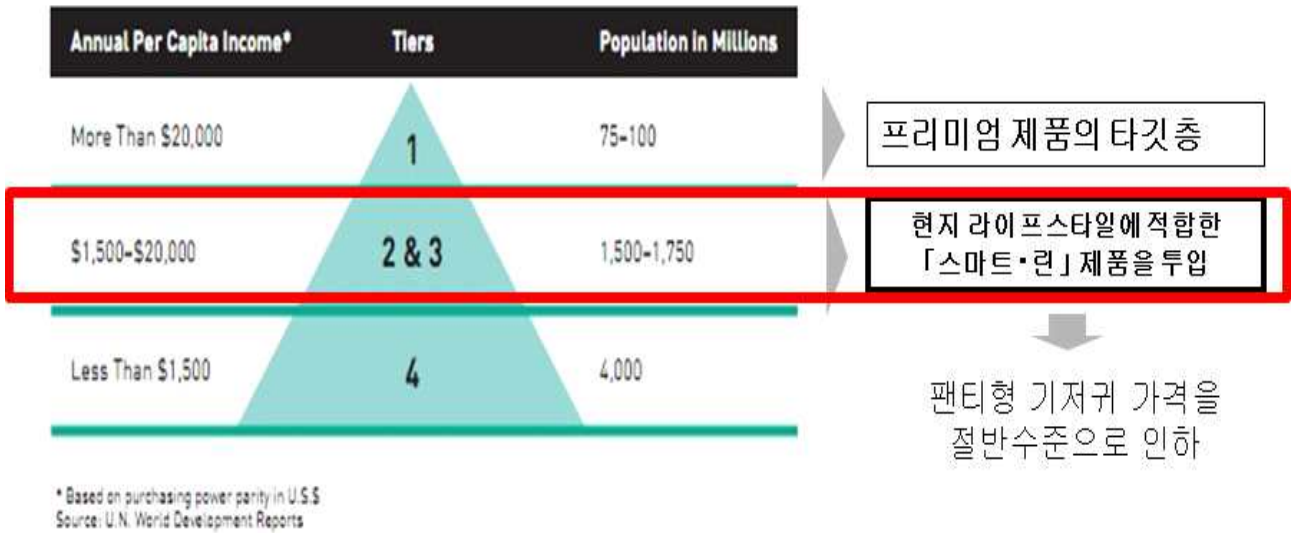 Annual Per Capita Income* Tiers Population in Millions
More Than $20,000 1 75-100
프리미엄 제품의 타깃층
$1,500-$20,000 2 & 3 1,500-1,750
현지 라이프스타일에 적합한
「스마트·린」 제품을 투입
Less Than $1,500 4 4,000
팬티형 기저귀 가격을
절반수준으로 인하
* Based on purchasing power parity in U.S.$
Source: U.N. World Development Reports